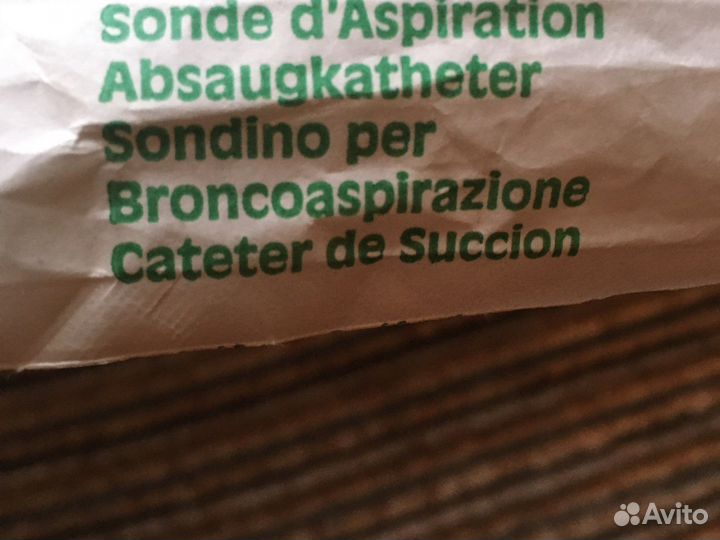 Sonde d'Aspiration
Absaugkatheter
Sondino per
Broncoaspirazione
Cateter de Succion
Avito